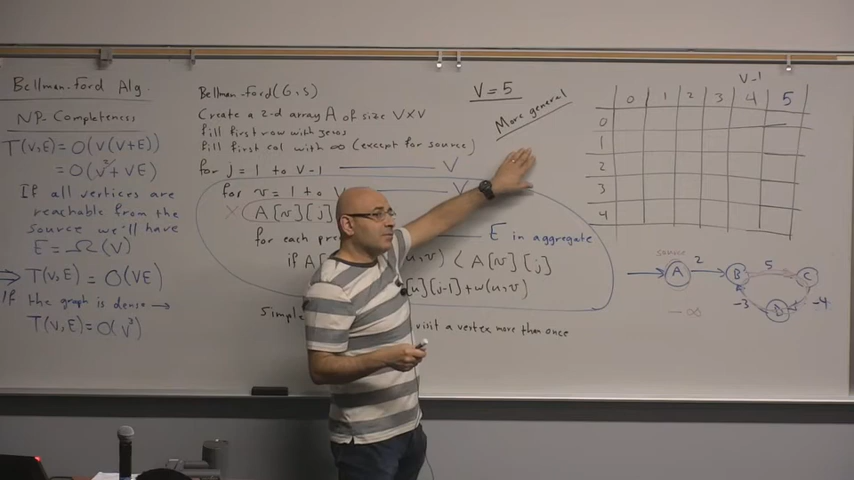 Bellman-Ford Alg.
NP-Completeness
T(V,E) = O(V(V+E))
= O(V²+VE)
If all vertices are
reachable from the
source we'll have
E = Ω(V)
T(V,E) = O(VE)
If the graph is dense →
T(V,E) = O(V³)
Bellman-Ford(G,S)
Create a 2-d array A of size V×V
Fill first row with zeros
Fill first col with ∞ (except for source)
for j = 1 to V-1 V
for v = 1 to V
X A[v][j]
for each E in aggregate
if A[ u,v) < A[v][j]
[u][j-1] + w(u,v)
Simple visit a vertex more than once
V = 5
More general
V-1
0 1 2 3 4 5
0
1
2
3
4
source
A 2 B 5 C
-3 D -4
-∞